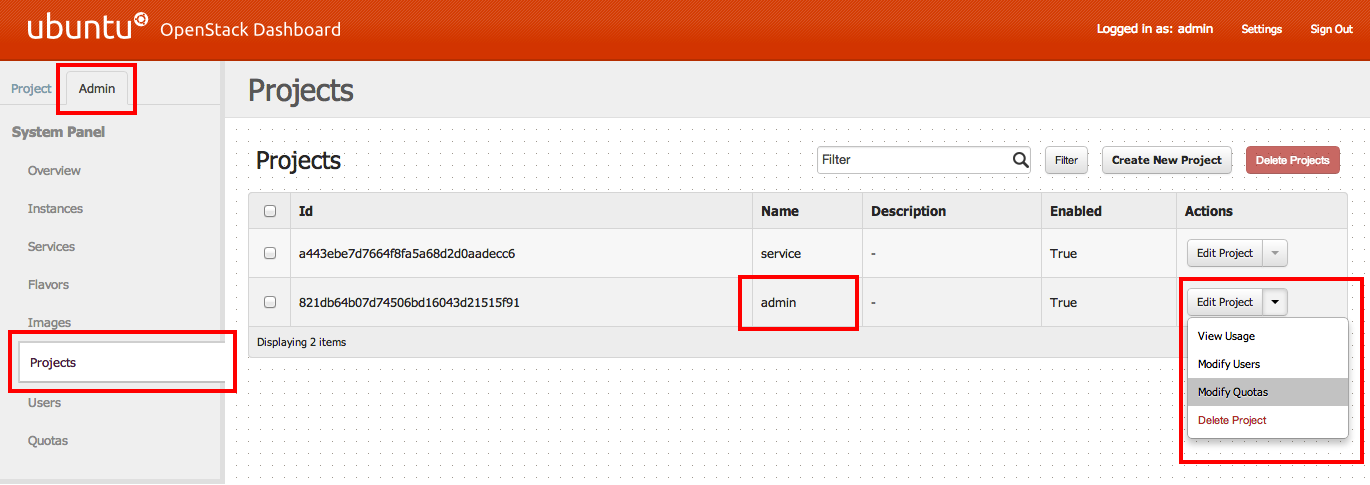 ubuntu OpenStack Dashboard Logged in as: admin Settings Sign Out
Project Admin
Projects
System Panel
Overview
Instances
Services
Flavors
Images
Projects
Users
Quotas
Projects Filter Filter Create New Project Delete Projects
Id Name Description Enabled Actions
a443ebe7d7664f8fa5a68d2d0aadecc6 service - True Edit Project
821db64b07d74506bd16043d21515f91 admin - True Edit Project
Displaying 2 items
View Usage
Modify Users
Modify Quotas
Delete Project